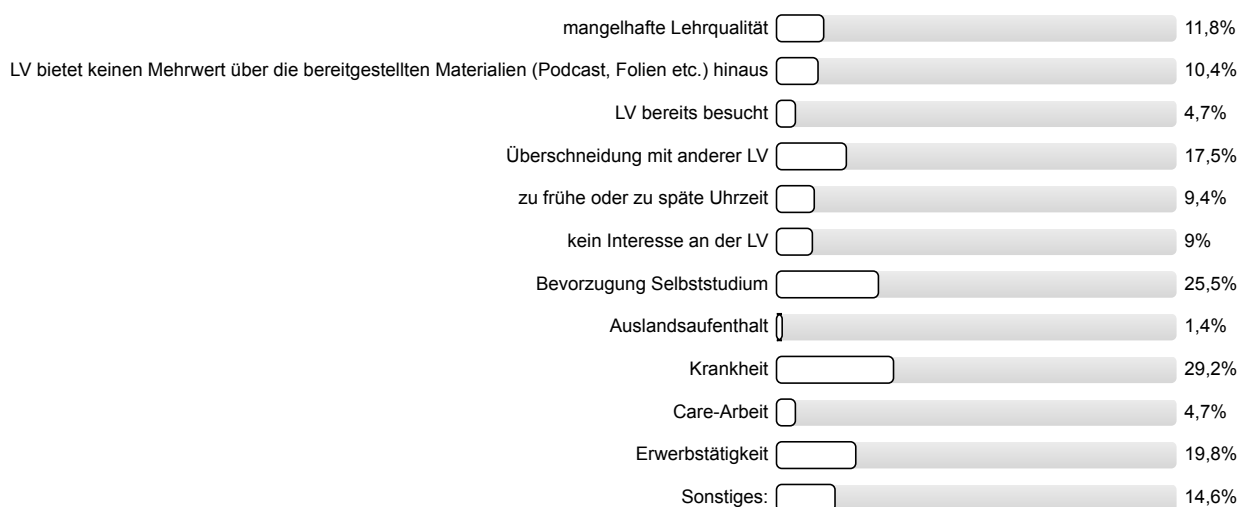 mangelhafte Lehrqualität 11,8%
LV bietet keinen Mehrwert über die bereitgestellten Materialien (Podcast, Folien etc.) hinaus 10,4%
LV bereits besucht 4,7%
Überschneidung mit anderer LV 17,5%
zu frühe oder zu späte Uhrzeit 9,4%
kein Interesse an der LV 9%
Bevorzugung Selbststudium 25,5%
Auslandsaufenthalt 1,4%
Krankheit 29,2%
Care-Arbeit 4,7%
Erwerbstätigkeit 19,8%
Sonstiges: 14,6%